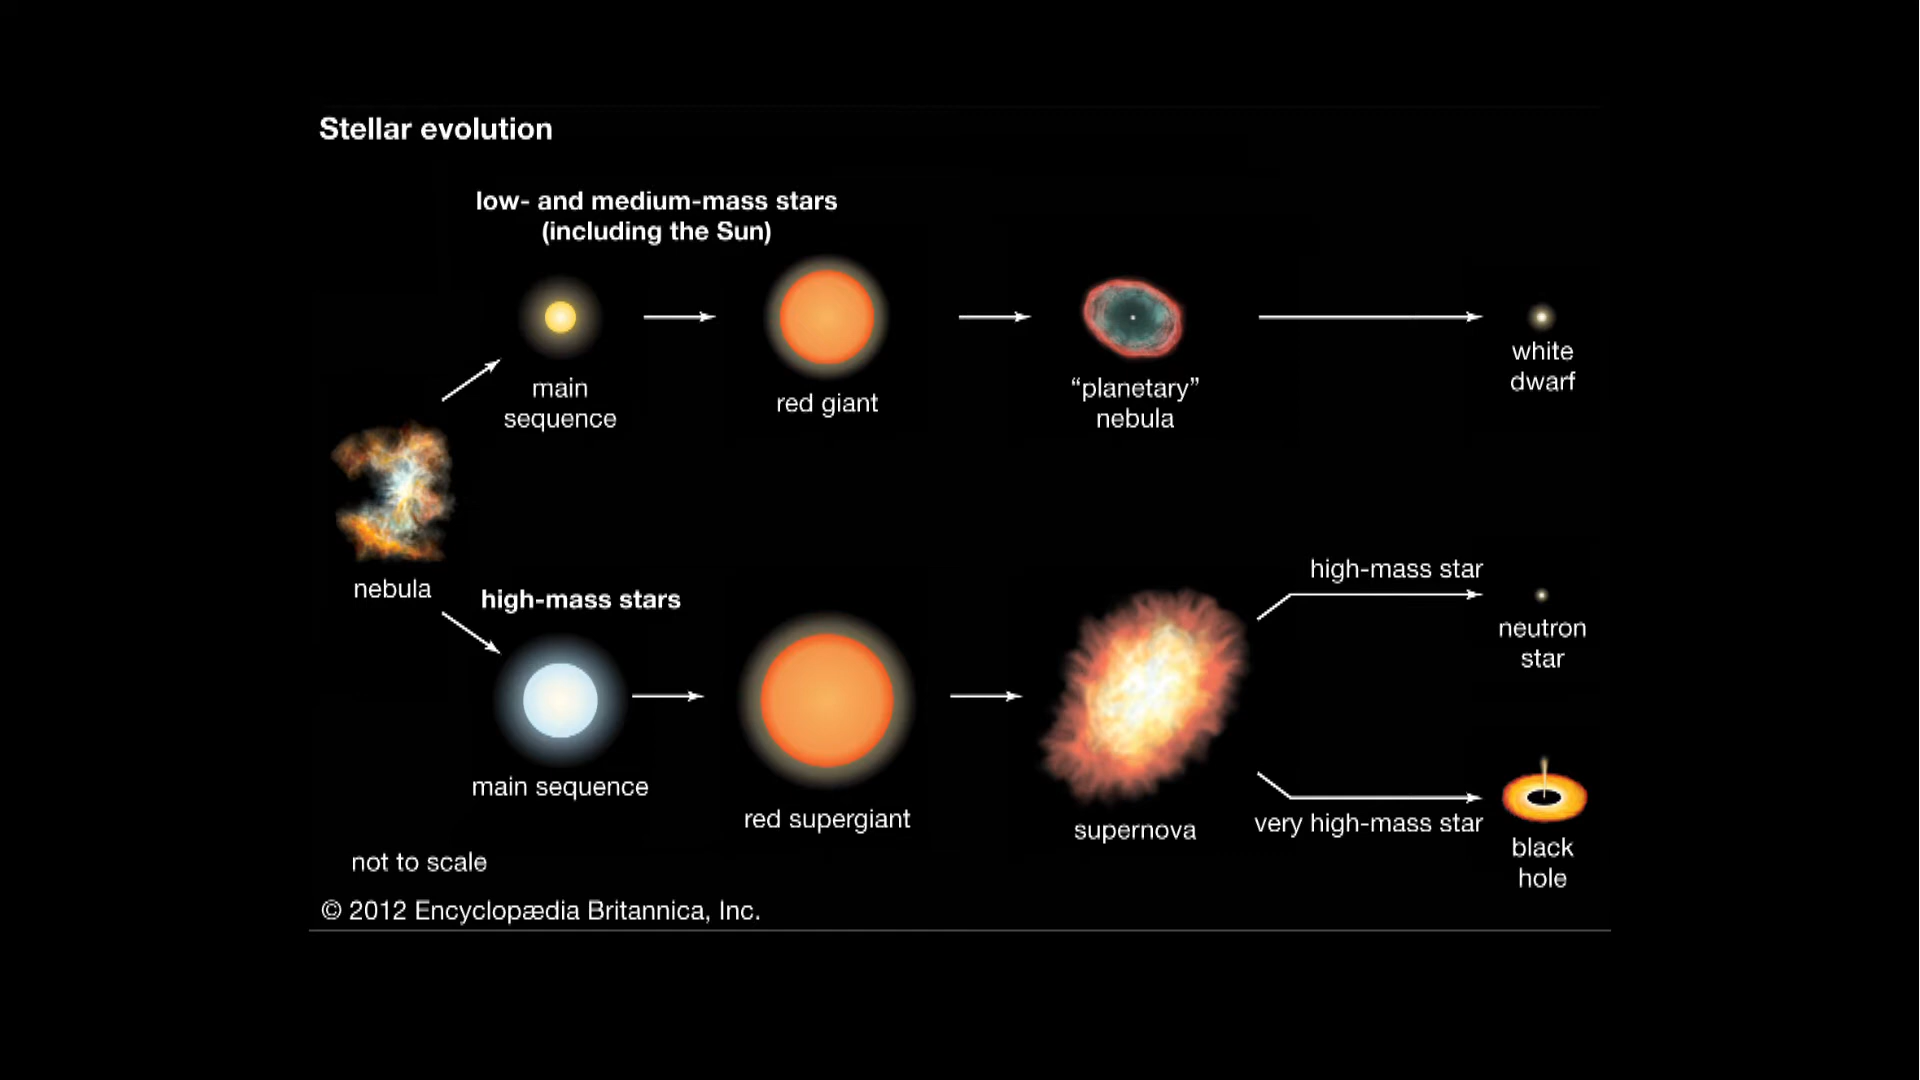 Stellar evolution
low- and medium-mass stars
(including the Sun)
main
sequence
red giant
“planetary”
nebula
white
dwarf
nebula
high-mass stars
main sequence
red supergiant
supernova
high-mass star
neutron
star
very high-mass star
black
hole
not to scale
© 2012 Encyclopædia Britannica, Inc.